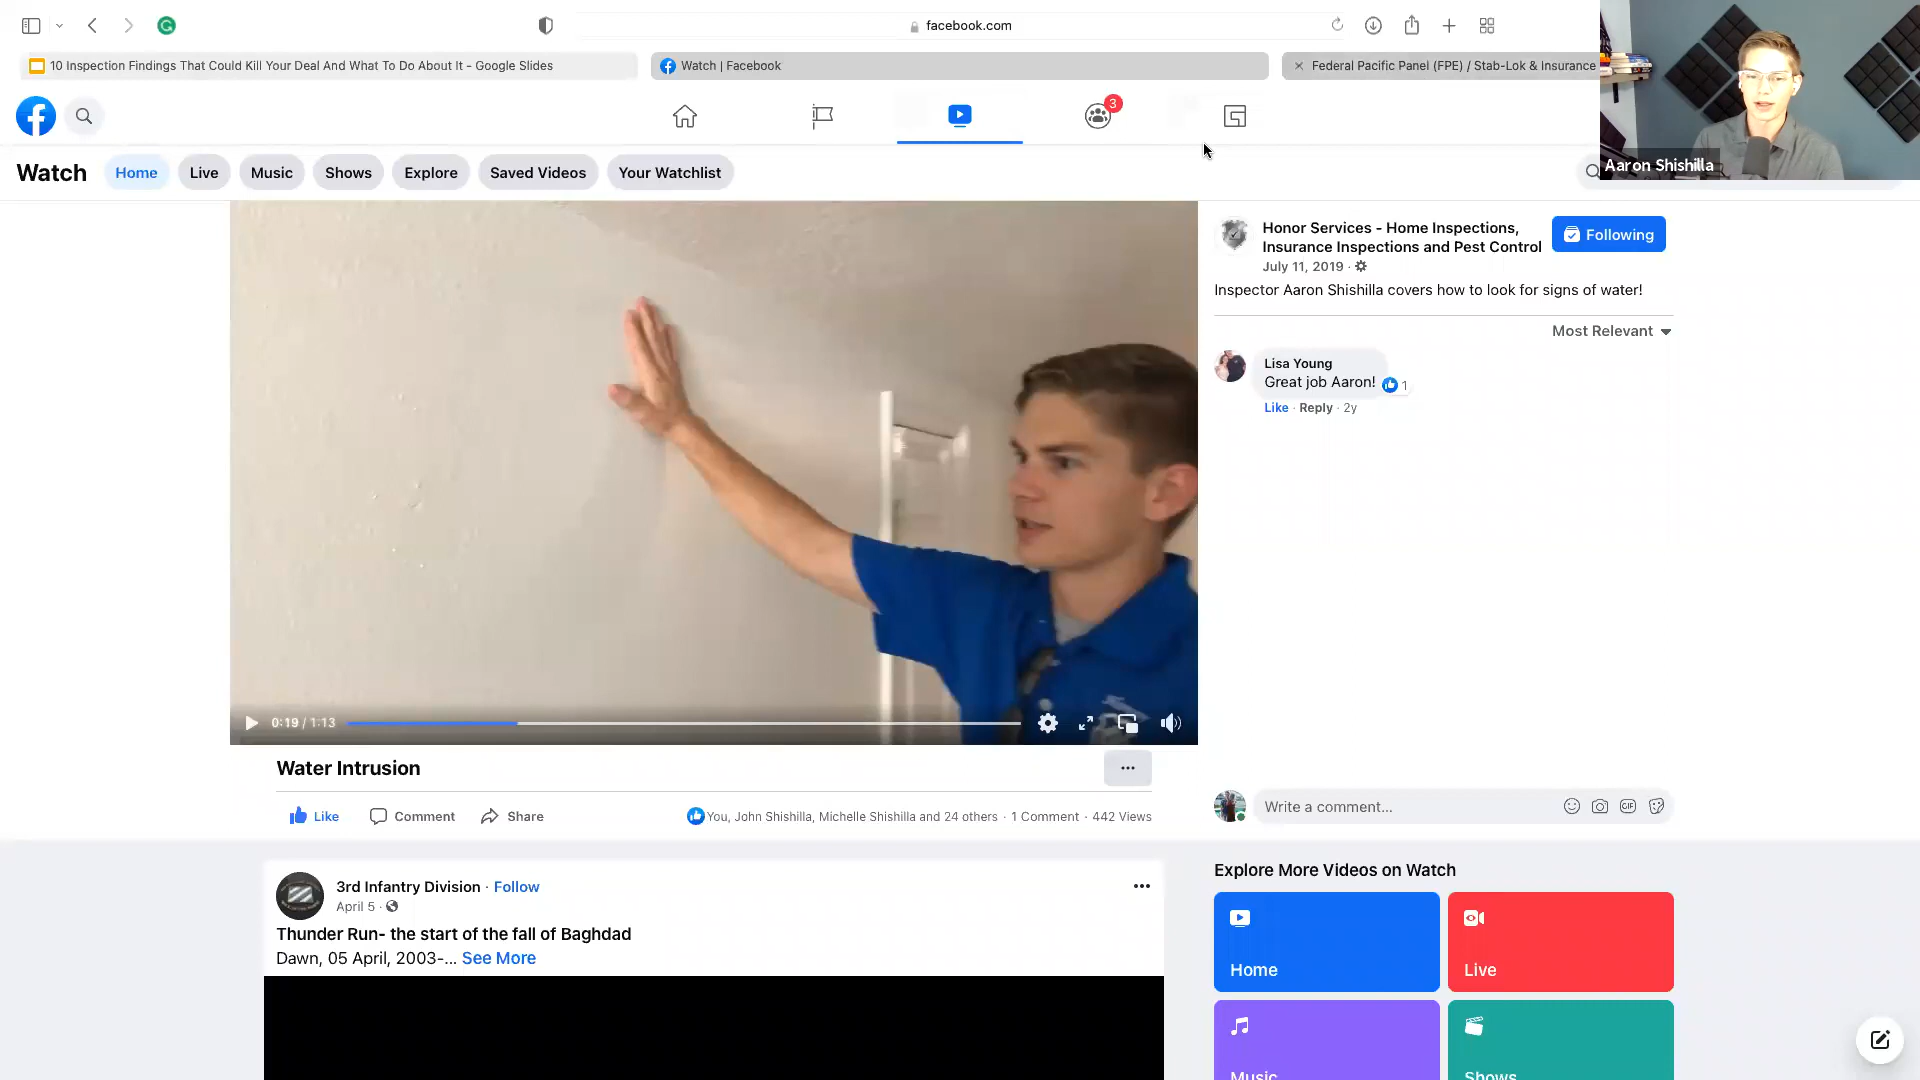 facebook.com
10 Inspection Findings That Could Kill Your Deal And What To Do About It - Google Slides
Watch | Facebook
Federal Pacific Panel (FPE) / Stab-Lok & Insurance
3
Watch
Home
Live
Music
Shows
Explore
Saved Videos
Your Watchlist
Aaron Shishilla
Honor Services - Home Inspections,
Insurance Inspections and Pest Control
Following
July 11, 2019 ·
Inspector Aaron Shishilla covers how to look for signs of water!
Most Relevant
Lisa Young
Great job Aaron!
1
Like · Reply · 2y
0:19 / 1:13
Water Intrusion
Like
Comment
Share
You, John Shishilla, Michelle Shishilla and 24 others · 1 Comment · 442 Views
Write a comment...
GIF
3rd Infantry Division · Follow
April 5 ·
Thunder Run- the start of the fall of Baghdad
Dawn, 05 April, 2003-... See More
Explore More Videos on Watch
Home
Live
Music
Shows